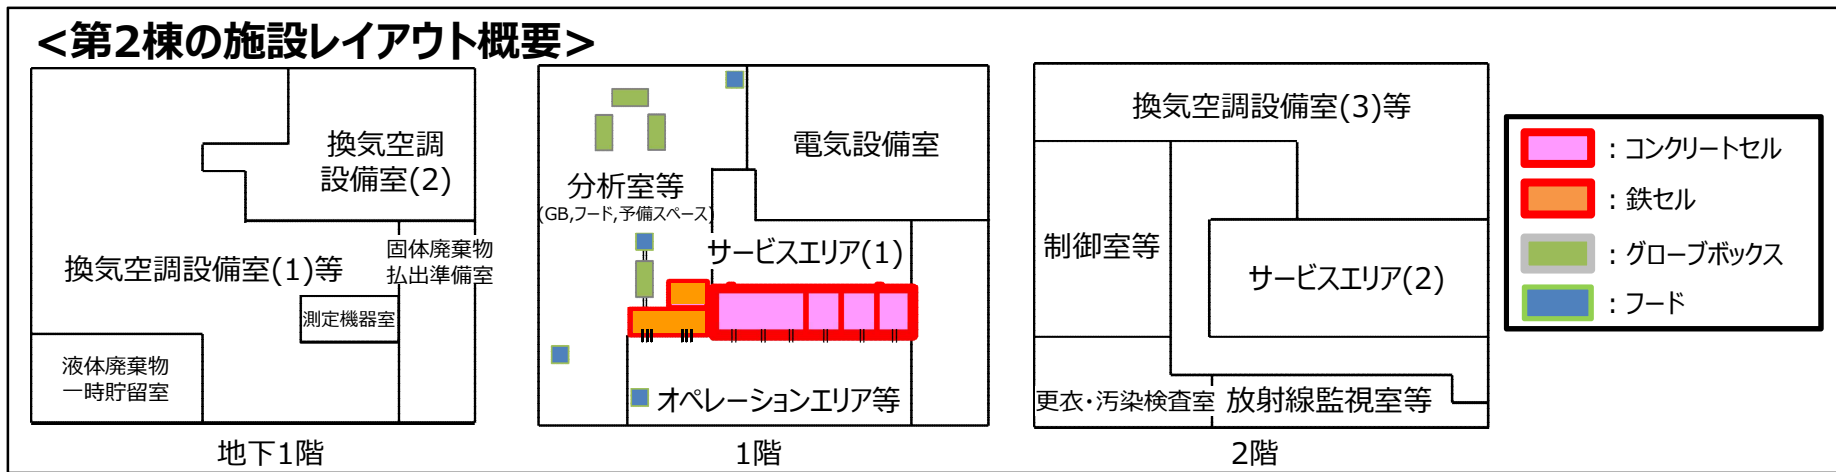 <第2棟の施設レイアウト概要>
換気空調
設備室(2)
換気空調設備室(1)等
固体廃棄物
払出準備室
測定機器室
液体廃棄物
一時貯留室
地下1階
電気設備室
分析室等
(GB,フード,予備スペース)
サービスエリア(1)
オペレーションエリア等
1階
換気空調設備室(3)等
制御室等
サービスエリア(2)
更衣・汚染検査室
放射線監視室等
2階
：コンクリートセル
：鉄セル
：グローブボックス
：フード